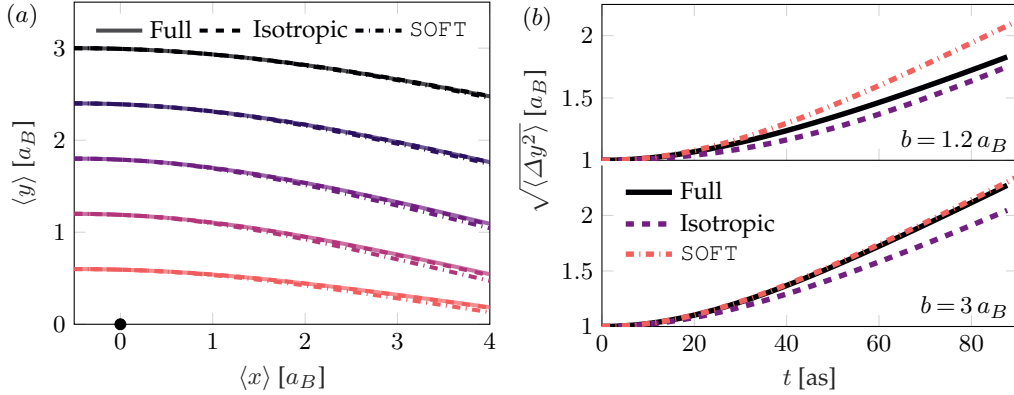 (a)
Full Isotropic SOFT
3
2
1
0
⟨y⟩ [a_B]
0 1 2 3 4
⟨x⟩ [a_B]
(b)
2
1.5
1
b = 1.2 a_B
√⟨Δy²⟩ [a_B]
Full
Isotropic
SOFT
2
1.5
1
b = 3 a_B
0 20 40 60 80
t [as]